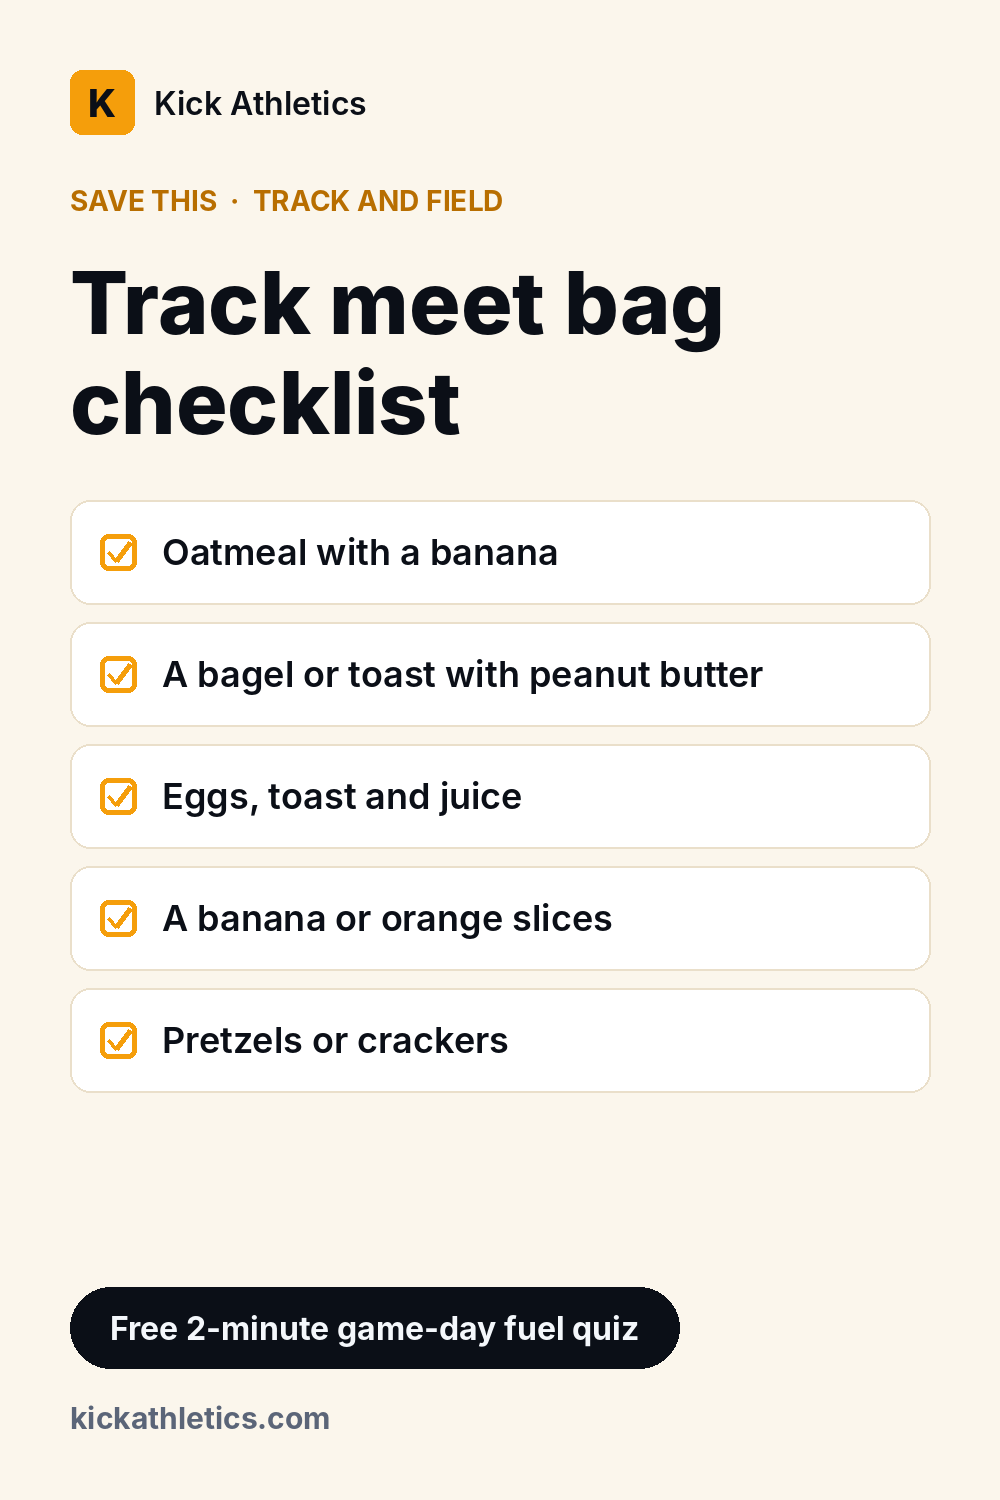 K
Kick Athletics
SAVE THIS · TRACK AND FIELD
Track meet bag
checklist
Oatmeal with a banana
A bagel or toast with peanut butter
Eggs, toast and juice
A banana or orange slices
Pretzels or crackers
Free 2-minute game-day fuel quiz
kickathletics.com